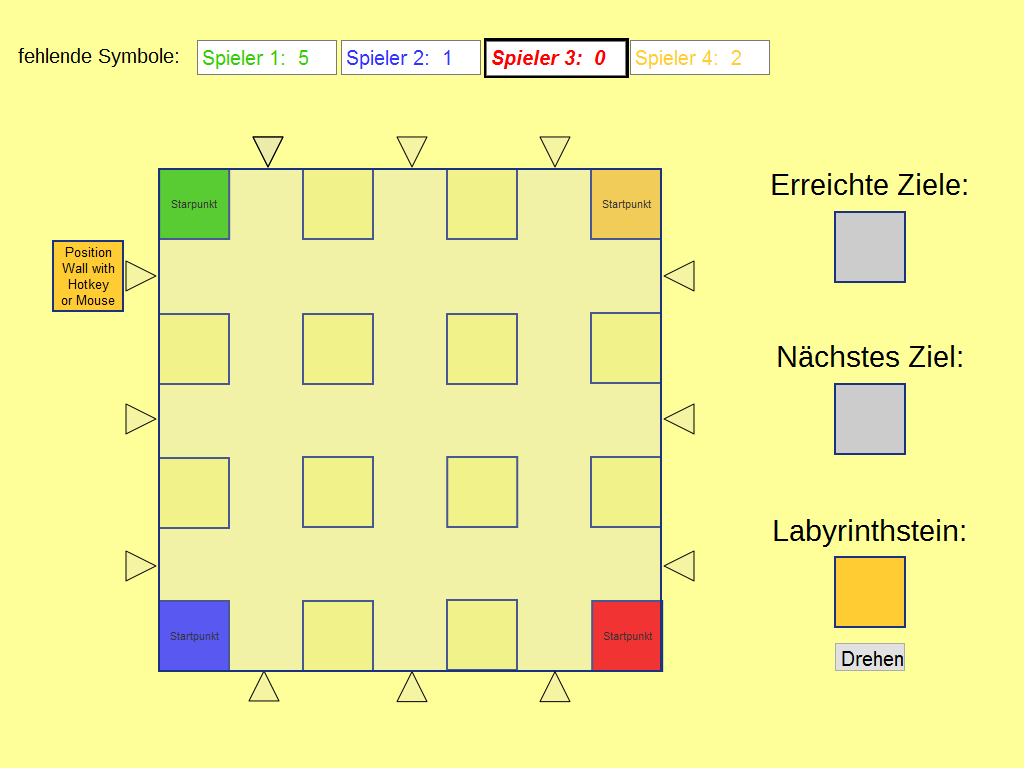 fehlende Symbole: Spieler 1: 5 Spieler 2: 1 Spieler 3: 0 Spieler 4: 2
Starpunkt
Startpunkt
Erreichte Ziele:
Position
Wall with
Hotkey
or Mouse
Nächstes Ziel:
Labyrinthstein:
Startpunkt
Startpunkt
Drehen